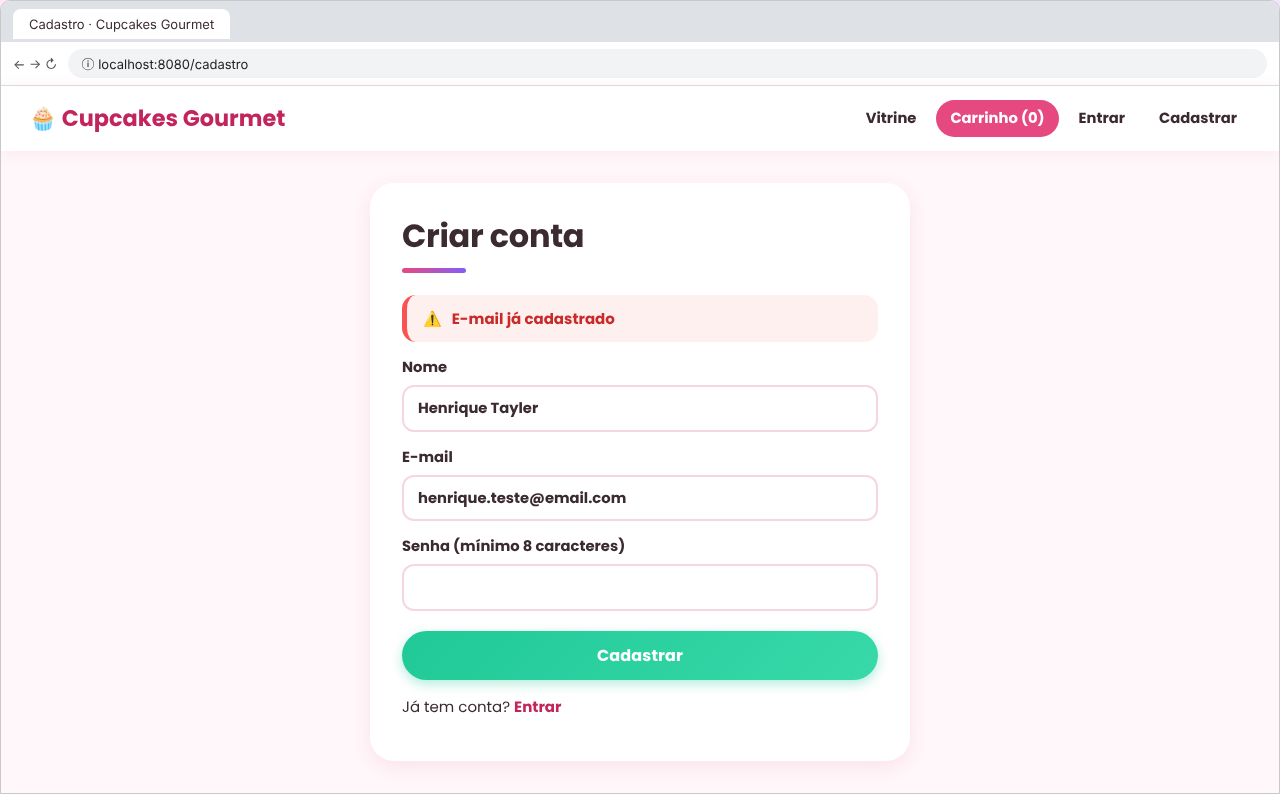 Cadastro · Cupcakes Gourmet
localhost:8080/cadastro
Cupcakes Gourmet
Vitrine Carrinho (0) Entrar Cadastrar
Criar conta
E-mail já cadastrado
Nome
Henrique Tayler
E-mail
henrique.teste@email.com
Senha (mínimo 8 caracteres)
Cadastrar
Já tem conta? Entrar